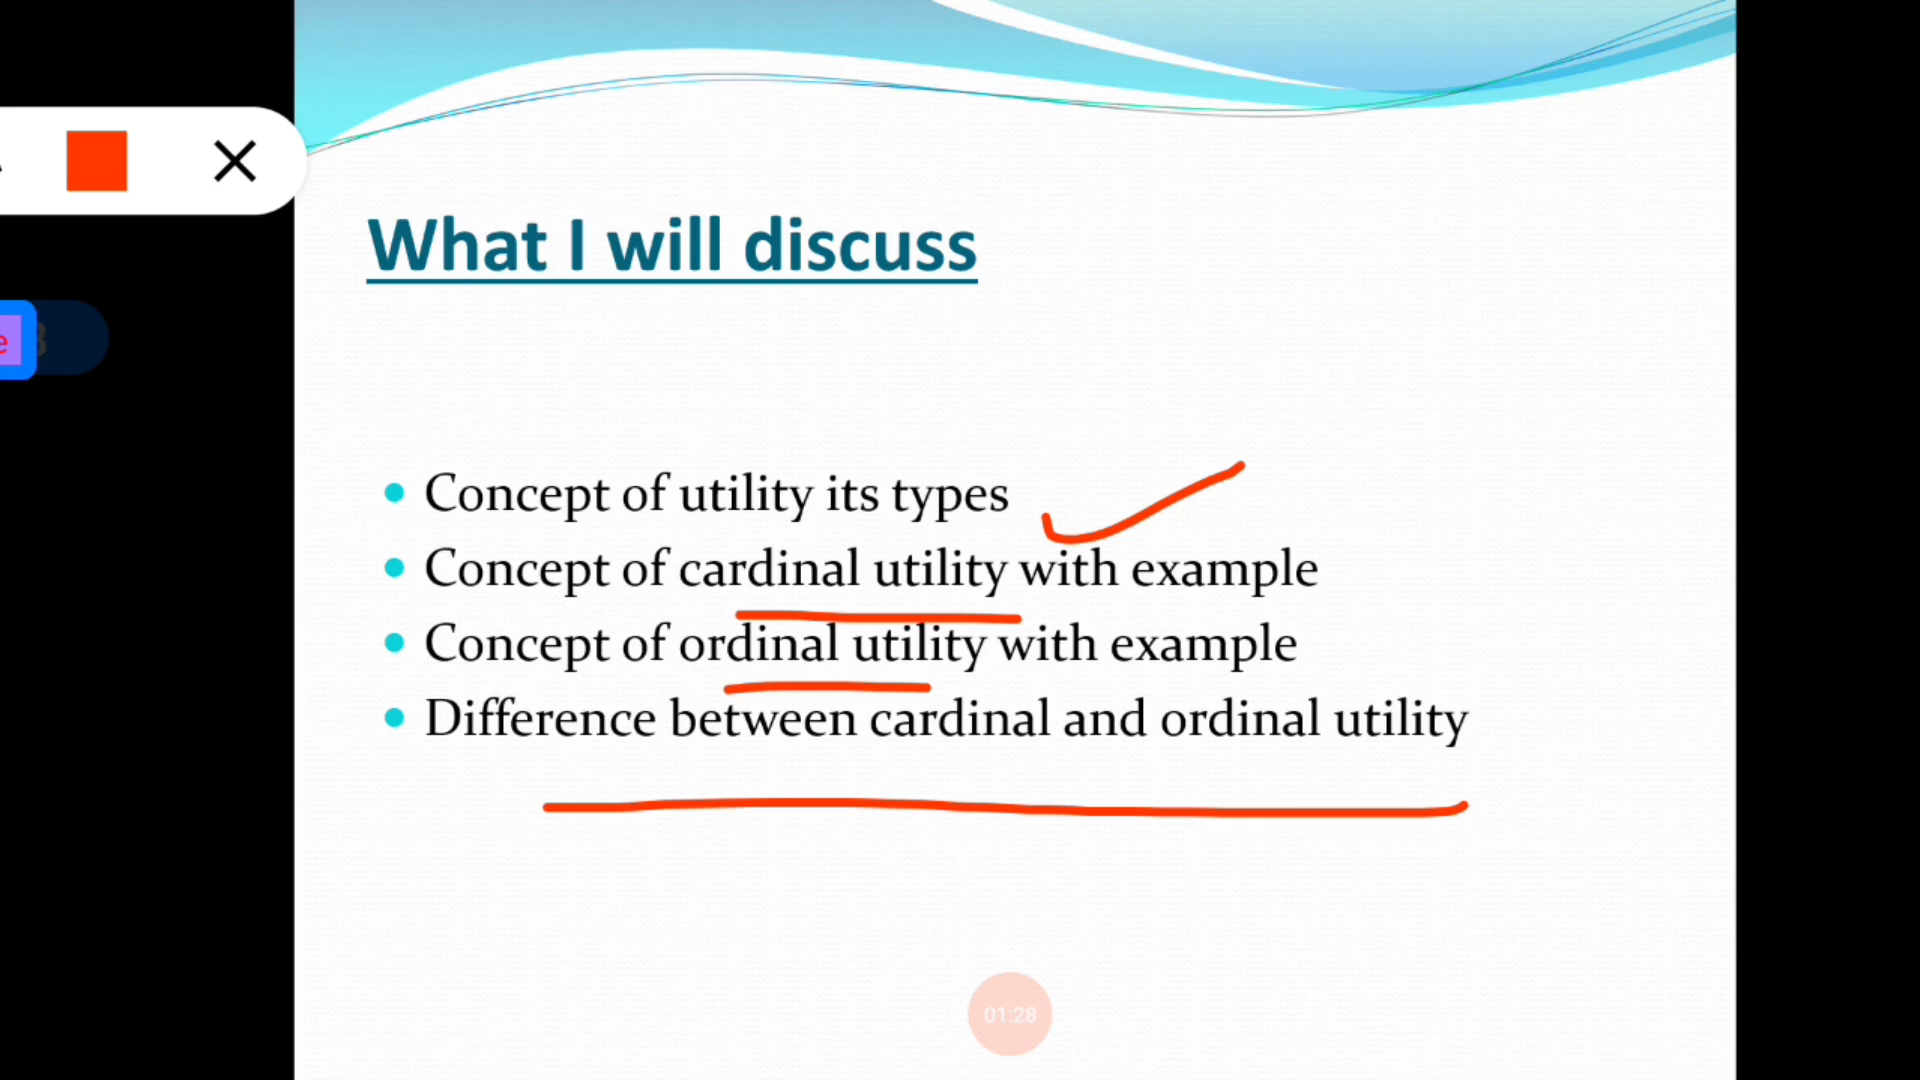 What I will discuss
Concept of utility its types
Concept of cardinal utility with example
Concept of ordinal utility with example
Difference between cardinal and ordinal utility
01:28